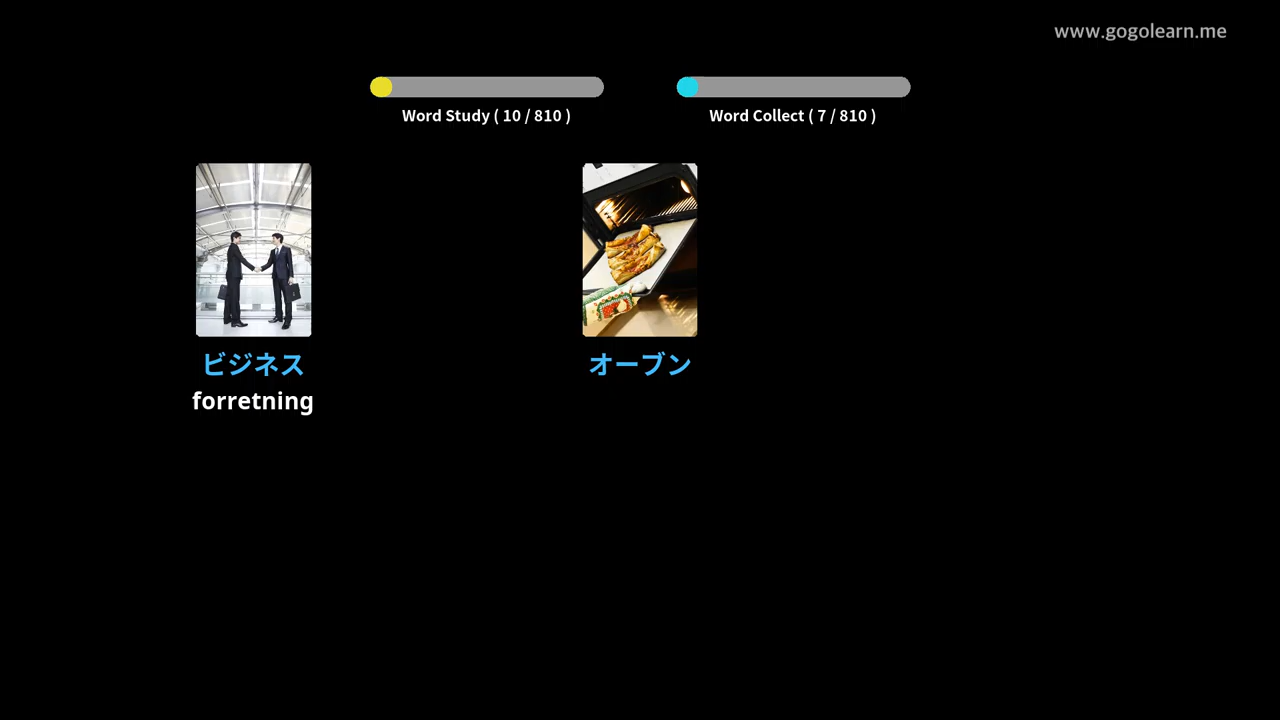 www.gogolearn.me
Word Study ( 10 / 810 )
Word Collect ( 7 / 810 )
ビジネス
オーブン
forretning